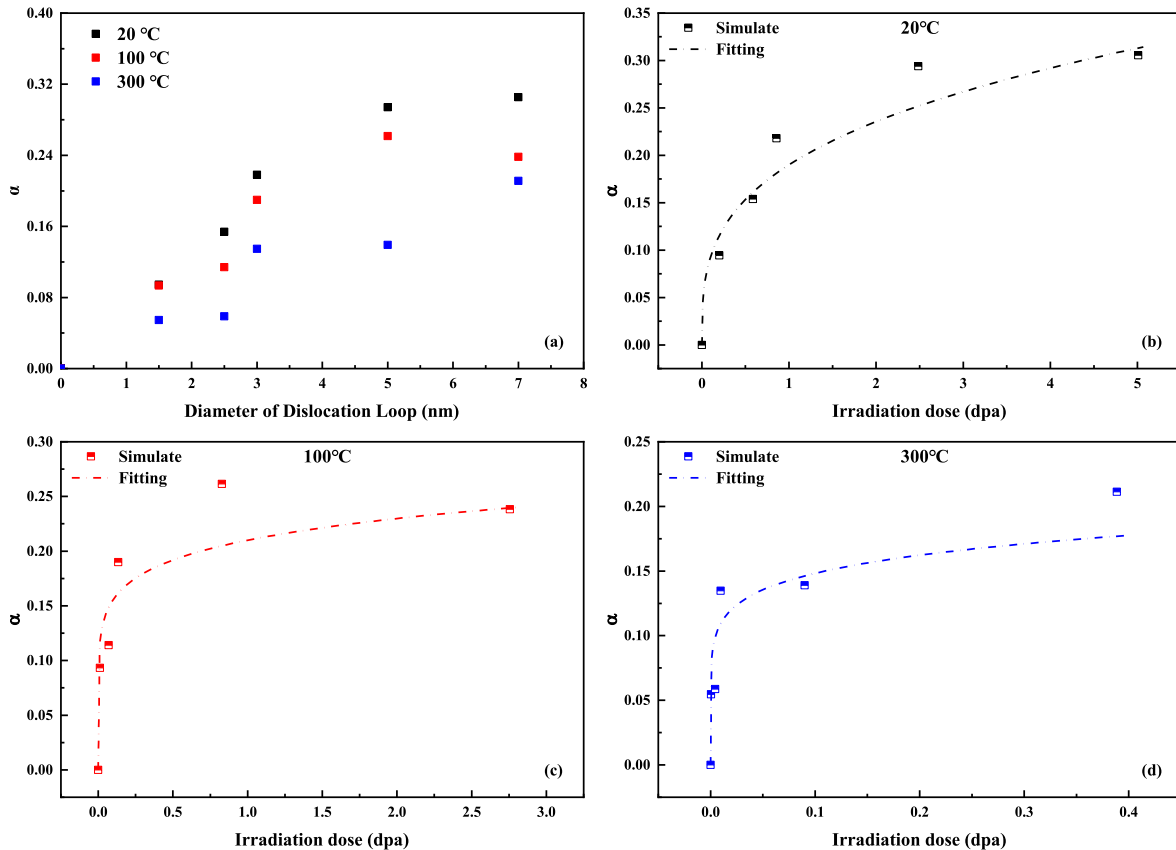 20 ℃
100 ℃
300 ℃
0.40
0.32
0.24
0.16
0.08
0.00
α
0 1 2 3 4 5 6 7 8
Diameter of Dislocation Loop (nm)
(a)
Simulate
Fitting
20℃
0.35
0.30
0.25
0.20
0.15
0.10
0.05
0.00
α
0 1 2 3 4 5
Irradiation dose (dpa)
(b)
Simulate
Fitting
100℃
0.30
0.25
0.20
0.15
0.10
0.05
0.00
α
0.0 0.5 1.0 1.5 2.0 2.5 3.0
Irradiation dose (dpa)
(c)
Simulate
Fitting
300℃
0.25
0.20
0.15
0.10
0.05
0.00
α
0.0 0.1 0.2 0.3 0.4
Irradiation dose (dpa)
(d)